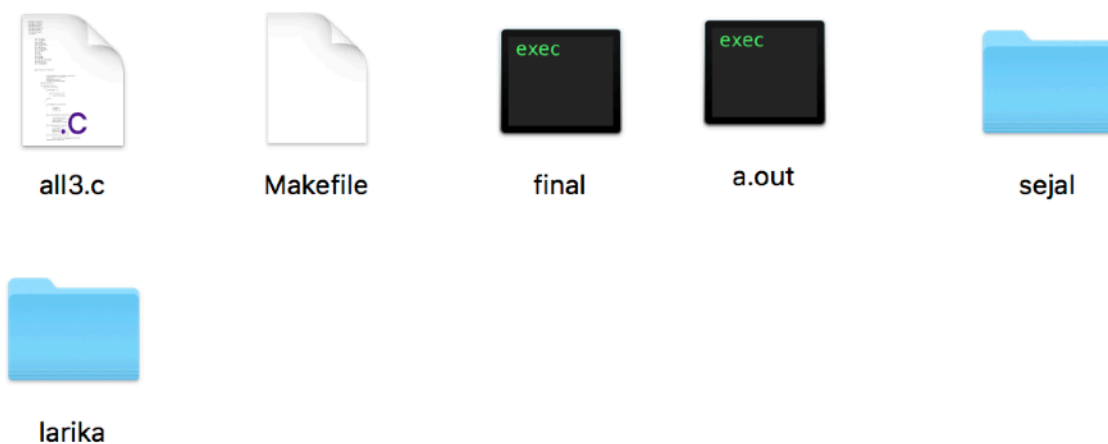 exec
exec
.C
all3.c
Makefile
final
a.out
sejal
larika